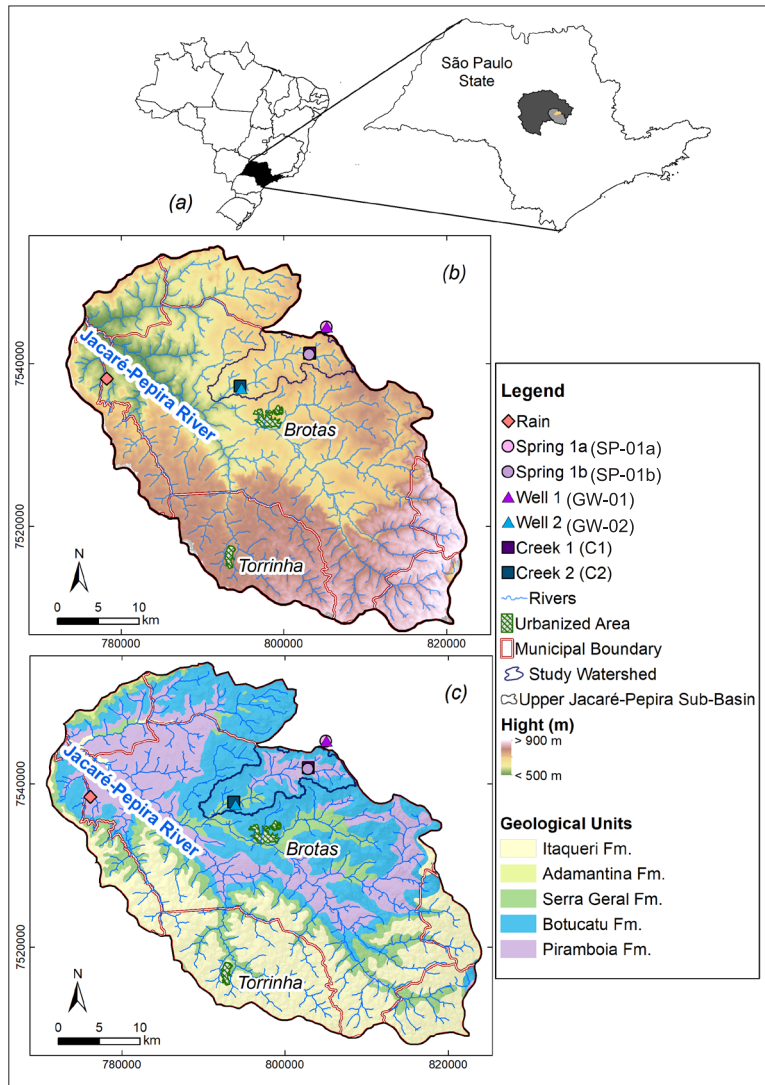 São Paulo
State
(a)
(b)
7540000
Jacaré-Pepira River
Brotas
7520000
Torrinha
N
0 5 10
km
780000 800000 820000
(c)
7540000
Jacaré-Pepira River
Brotas
7520000
Torrinha
N
0 5 10
km
780000 800000 820000
Legend
Rain
Spring 1a (SP-01a)
Spring 1b (SP-01b)
Well 1 (GW-01)
Well 2 (GW-02)
Creek 1 (C1)
Creek 2 (C2)
Rivers
Urbanized Area
Municipal Boundary
Study Watershed
Upper Jacaré-Pepira Sub-Basin
Hight (m)
> 900 m
< 500 m
Geological Units
Itaqueri Fm.
Adamantina Fm.
Serra Geral Fm.
Botucatu Fm.
Piramboia Fm.